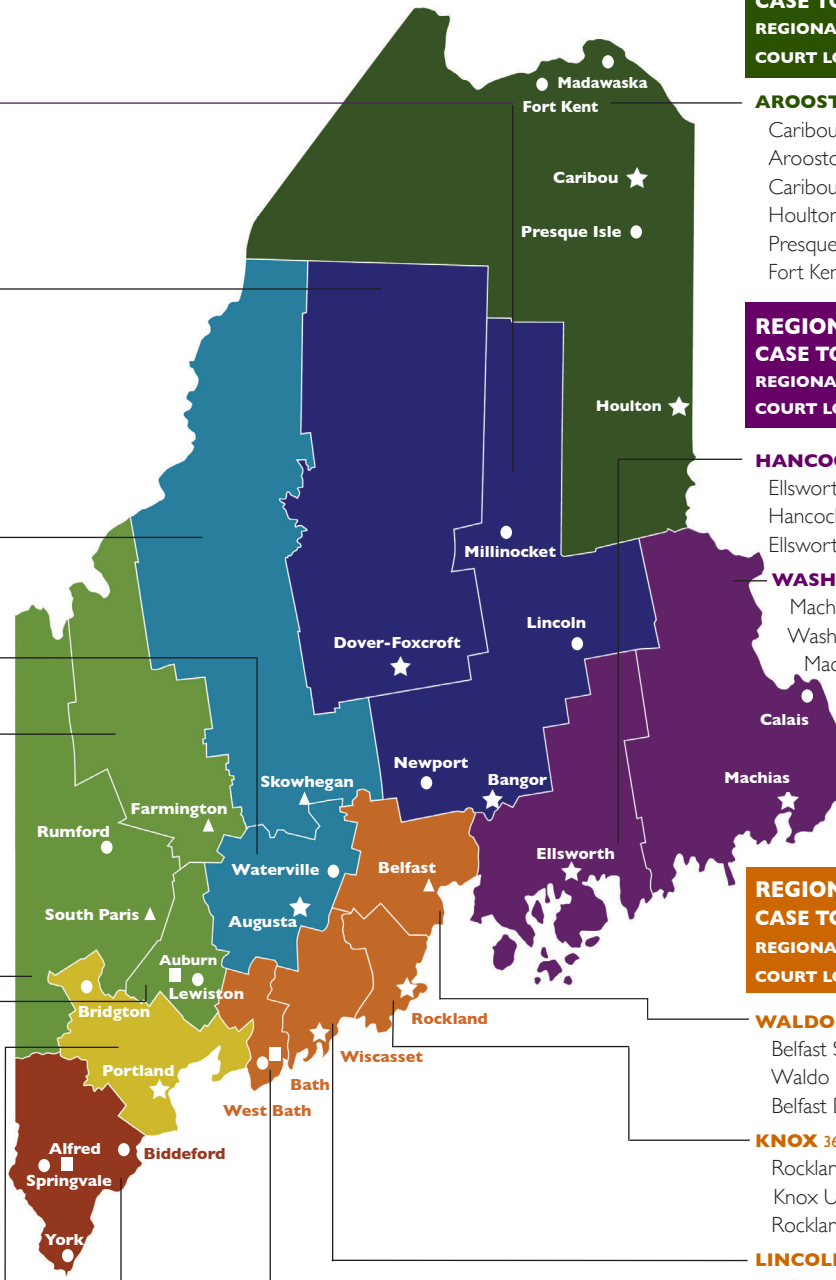 Madawaska
Fort Kent
Caribou
Presque Isle
Houlton
Millinocket
Lincoln
Dover-Foxcroft
Newport
Bangor
Calais
Machias
Ellsworth
Skowhegan
Farmington
Rumford
Waterville
Belfast
South Paris
Augusta
Auburn
Lewiston
Bridgton
Rockland
Wiscasset
Portland
Bath
West Bath
Alfred
Biddeford
Springvale
York
CASE TO
REGIONA
COURT LO
AROOST
Caribou
Aroosto
Caribou
Houlton
Presque
Fort Ken
REGION
CASE TO
REGIONA
COURT LO
HANCOC
Ellswort
Hancock
Ellswort
WASH
Mach
Wash
Mac
REGION
CASE TO
REGIONA
COURT LO
WALDO
Belfast S
Waldo
Belfast D
KNOX 36
Rocklan
Knox U
Rocklan
LINCOL